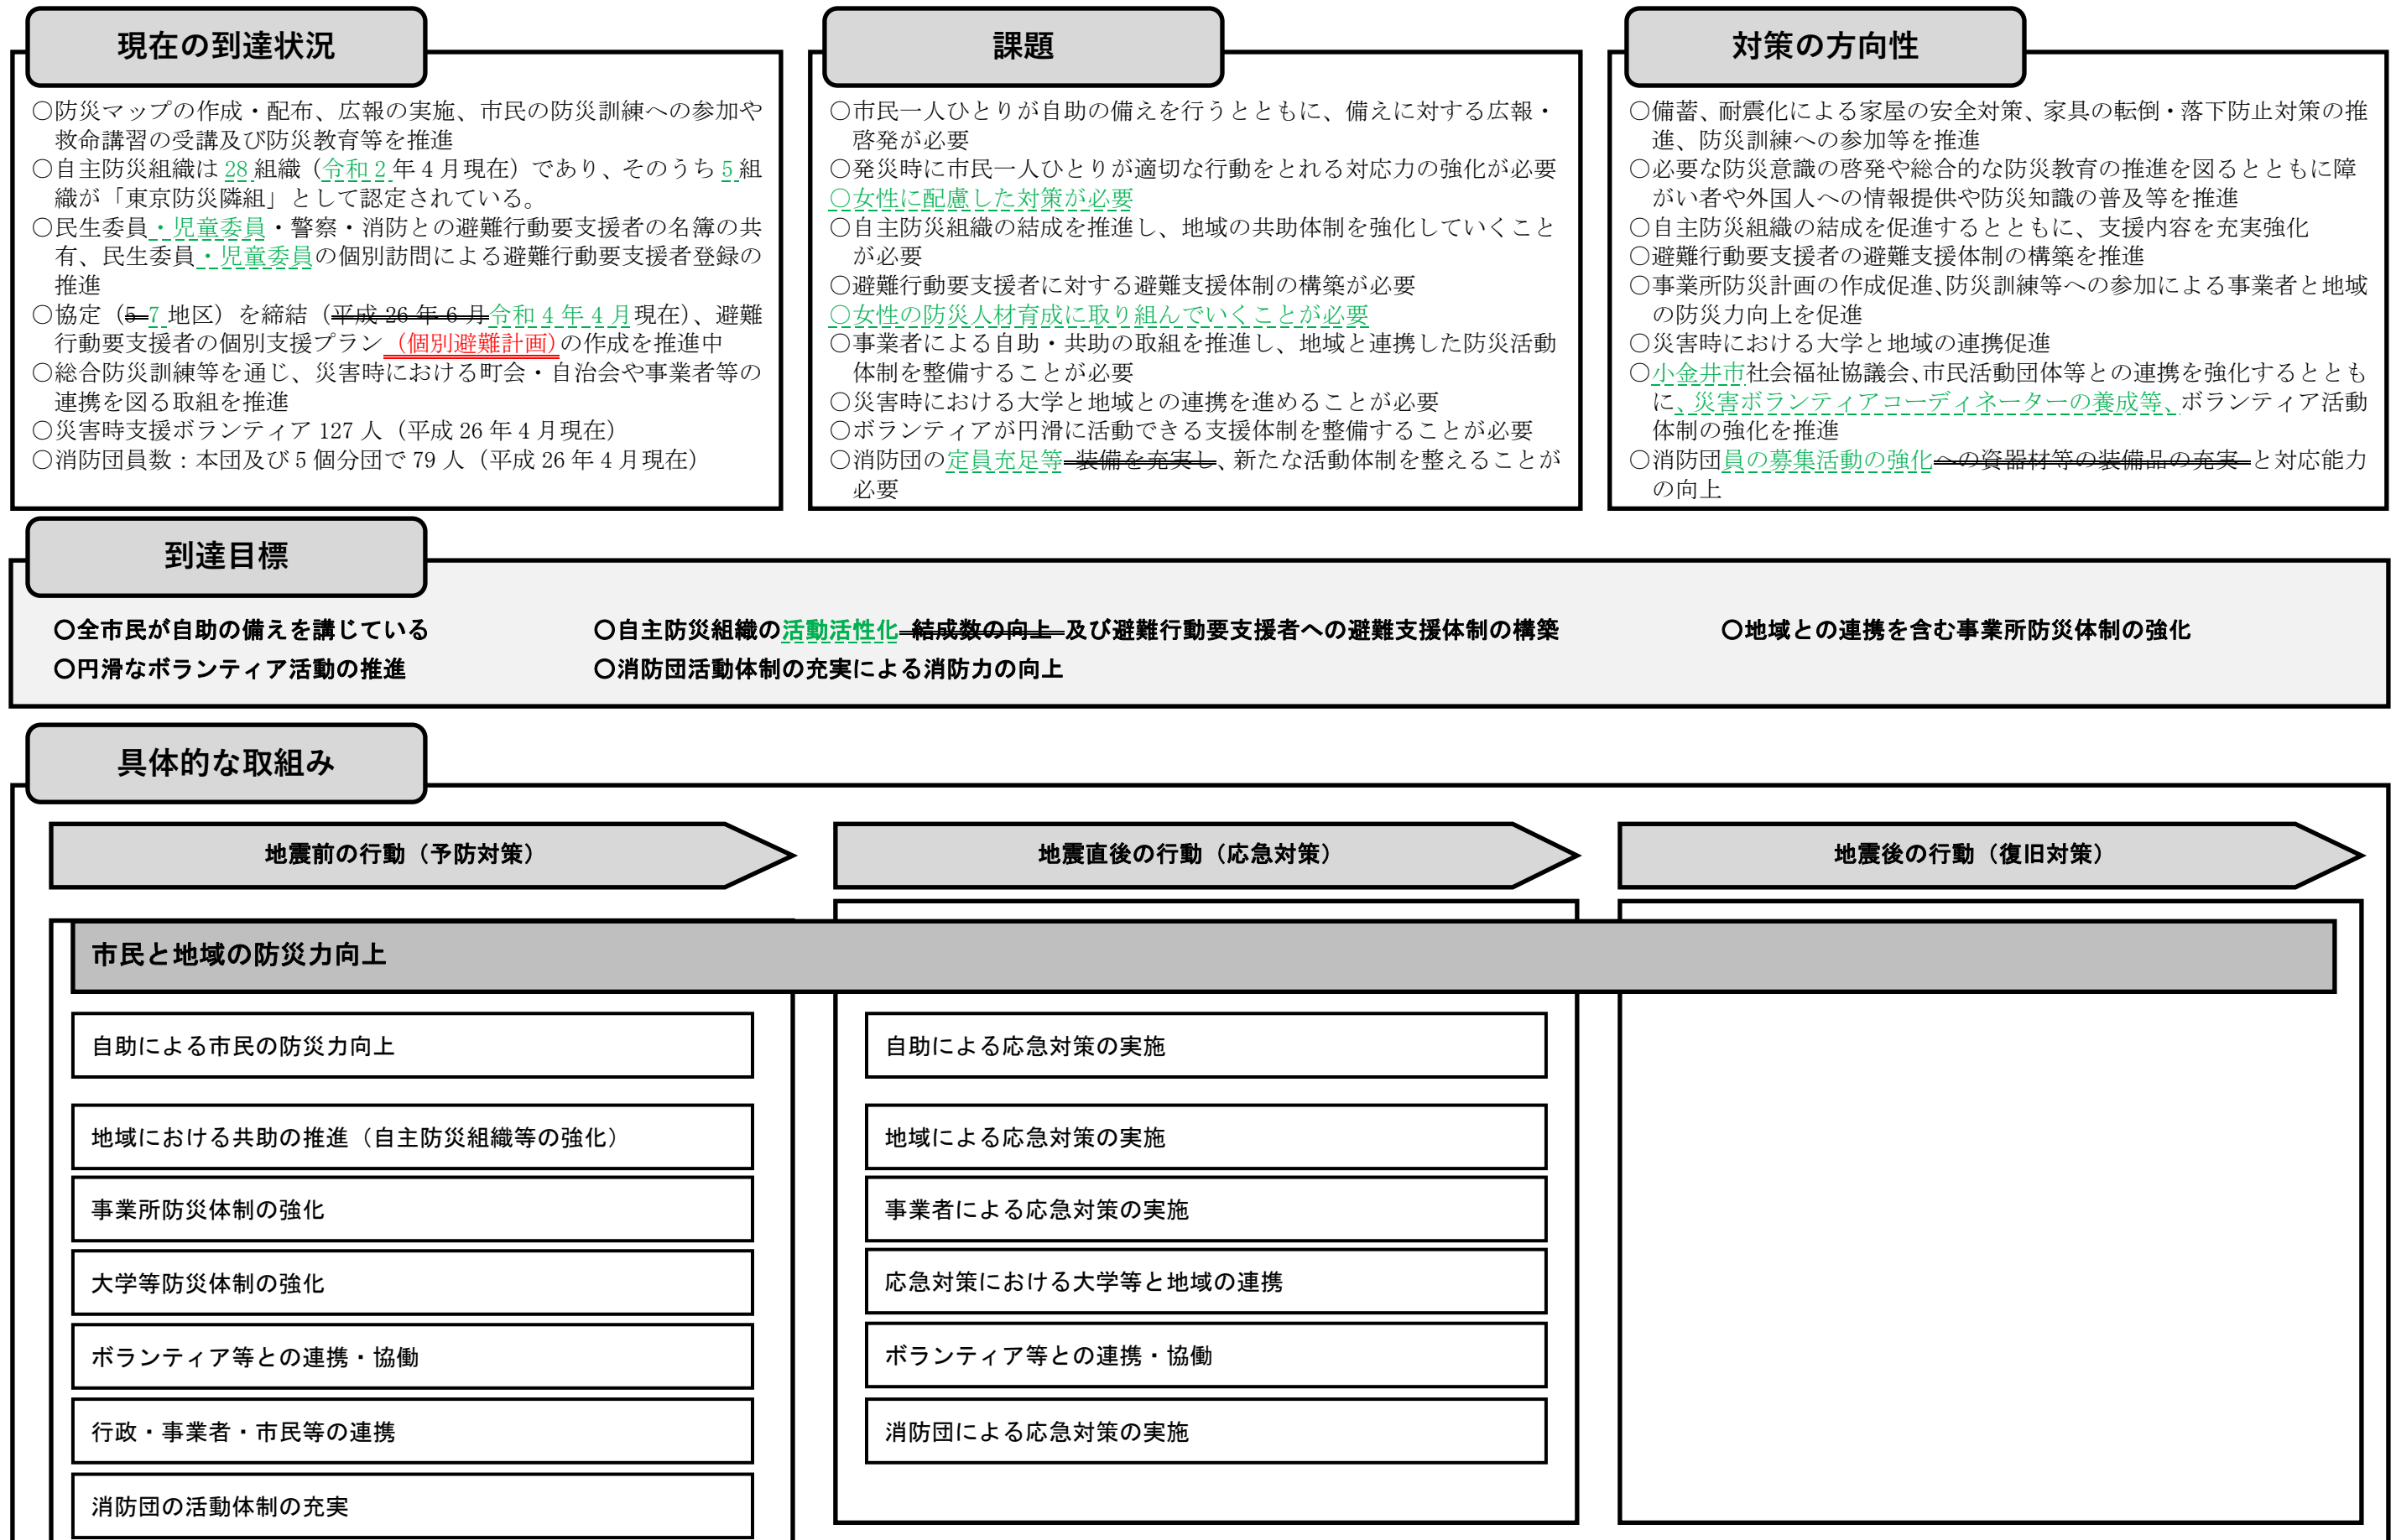 現在の到達状況
○防災マップの作成・配布、広報の実施、市民の防災訓練への参加や
救命講習の受講及び防災教育等を推進
○自主防災組織は 28 組織（令和 2 年 4 月現在）であり、そのうち 5 組
織が「東京防災隣組」として認定されている。
○民生委員・児童委員・警察・消防との避難行動要支援者の名簿の共
有、民生委員・児童委員の個別訪問による避難行動要支援者登録の
推進
○協定（5 7 地区）を締結（平成 26 年 6 月令和 4 年 4 月現在）、避難
行動要支援者の個別支援プラン（個別避難計画）の作成を推進中
○総合防災訓練等を通じ、災害時における町会・自治会や事業者等の
連携を図る取組を推進
○災害時支援ボランティア 127 人（平成 26 年 4 月現在）
○消防団員数：本団及び 5 個分団で 79 人（平成 26 年 4 月現在）
課題
○市民一人ひとりが自助の備えを行うとともに、備えに対する広報・
啓発が必要
○発災時に市民一人ひとりが適切な行動をとれる対応力の強化が必要
○女性に配慮した対策が必要
○自主防災組織の結成を推進し、地域の共助体制を強化していくこと
が必要
○避難行動要支援者に対する避難支援体制の構築が必要
○女性の防災人材育成に取り組んでいくことが必要
○事業者による自助・共助の取組を推進し、地域と連携した防災活動
体制を整備することが必要
○災害時における大学と地域との連携を進めることが必要
○ボランティアが円滑に活動できる支援体制を整備することが必要
○消防団の定員充足等 装備を充実し、新たな活動体制を整えることが
必要
対策の方向性
○備蓄、耐震化による家屋の安全対策、家具の転倒・落下防止対策の推
進、防災訓練への参加等を推進
○必要な防災意識の啓発や総合的な防災教育の推進を図るとともに障
がい者や外国人への情報提供や防災知識の普及等を推進
○自主防災組織の結成を促進するとともに、支援内容を充実強化
○避難行動要支援者の避難支援体制の構築を推進
○事業所防災計画の作成促進、防災訓練等への参加による事業者と地域
の防災力向上を促進
○災害時における大学と地域の連携促進
○小金井市社会福祉協議会、市民活動団体等との連携を強化するととも
に、災害ボランティアコーディネーターの養成等、ボランティア活動
体制の強化を推進
○消防団員の募集活動の強化への資器材等の装備品の充実 と対応能力
の向上
到達目標
○全市民が自助の備えを講じている
○自主防災組織の活動活性化 結成数の向上 及び避難行動要支援者への避難支援体制の構築
○地域との連携を含む事業所防災体制の強化
○円滑なボランティア活動の推進
○消防団活動体制の充実による消防力の向上
具体的な取組み
地震前の行動（予防対策）
地震直後の行動（応急対策）
地震後の行動（復旧対策）
市民と地域の防災力向上
自助による市民の防災力向上
地域における共助の推進（自主防災組織等の強化）
事業所防災体制の強化
大学等防災体制の強化
ボランティア等との連携・協働
行政・事業者・市民等の連携
消防団の活動体制の充実
自助による応急対策の実施
地域による応急対策の実施
事業者による応急対策の実施
応急対策における大学等と地域の連携
ボランティア等との連携・協働
消防団による応急対策の実施